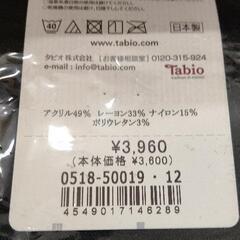 40
日本製
www.tabio.com
タビオ株式会社 【お客様相談室】 0120-315-924
e-mail : info@tabio.com
Tabio
アクリル49% レーヨン33% ナイロン15%
ポリウレタン3%
¥3,960
(本体価格 ¥3,600)
0518-50019・12
4549017146289